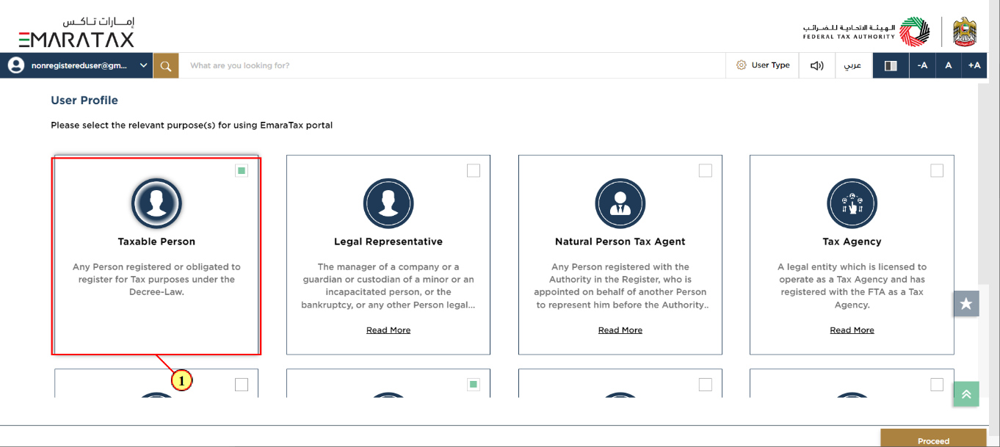 إمـــارات تـاكــس
EMARATAX
الـهـيـئـة الاتحـاديـة للـضـرائـب
FEDERAL TAX AUTHORITY
nonregistereduser@gm...
What are you looking for?
User Type
عربي
-A
A
+A
User Profile
Please select the relevant purpose(s) for using EmaraTax portal
Taxable Person
Any Person registered or obligated to
register for Tax purposes under the
Decree-Law.
Legal Representative
The manager of a company or a
guardian or custodian of a minor or an
incapacitated person, or the
bankruptcy, or any other Person legal...
Read More
Natural Person Tax Agent
Any Person registered with the
Authority in the Register, who is
appointed on behalf of another Person
to represent him before the Authority..
Read More
Tax Agency
A legal entity which is licensed to
operate as a Tax Agency and has
registered with the FTA as a Tax
Agency.
Read More
1
Proceed